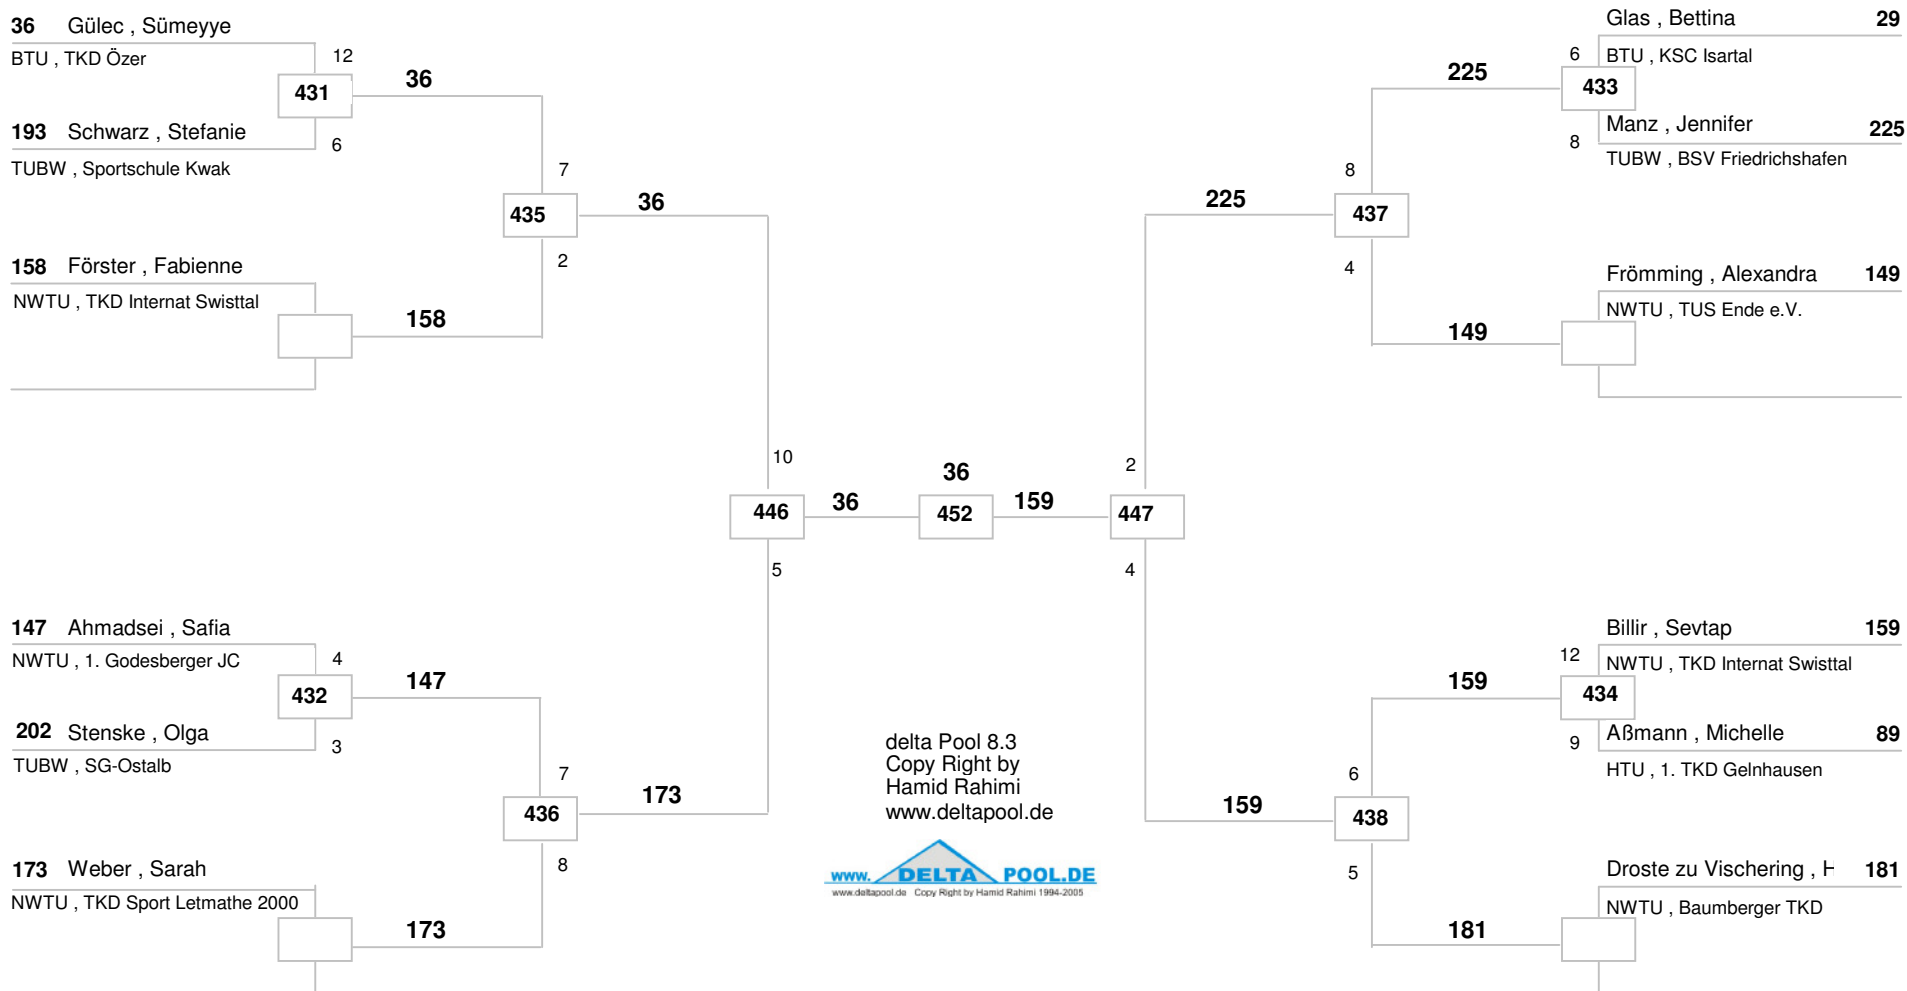 36 Gülec , Sümeyye
BTU , TKD Özer
12
431
36
193 Schwarz , Stefanie
6
TUBW , Sportschule Kwak
7
435
36
2
158 Förster , Fabienne
NWTU , TKD Internat Swisttal
158
10
446
36
5
147 Ahmadsei , Safia
NWTU , 1. Godesberger JC
4
432
147
202 Stenske , Olga
3
TUBW , SG-Ostalb
7
436
173
8
173 Weber , Sarah
NWTU , TKD Sport Letmathe 2000
173
36
452
159
delta Pool 8.3
Copy Right by
Hamid Rahimi
www.deltapool.de
www. DELTA POOL.DE
www.deltapool.de Copy Right by Hamid Rahimi 1994-2005
Glas , Bettina 29
6
BTU , KSC Isartal
225
433
Manz , Jennifer 225
8
TUBW , BSV Friedrichshafen
8
225
437
4
Frömming , Alexandra 149
NWTU , TUS Ende e.V.
149
2
447
4
Billir , Sevtap 159
12
NWTU , TKD Internat Swisttal
159
434
Aßmann , Michelle 89
9
HTU , 1. TKD Gelnhausen
6
159
438
5
Droste zu Vischering , H 181
NWTU , Baumberger TKD
181